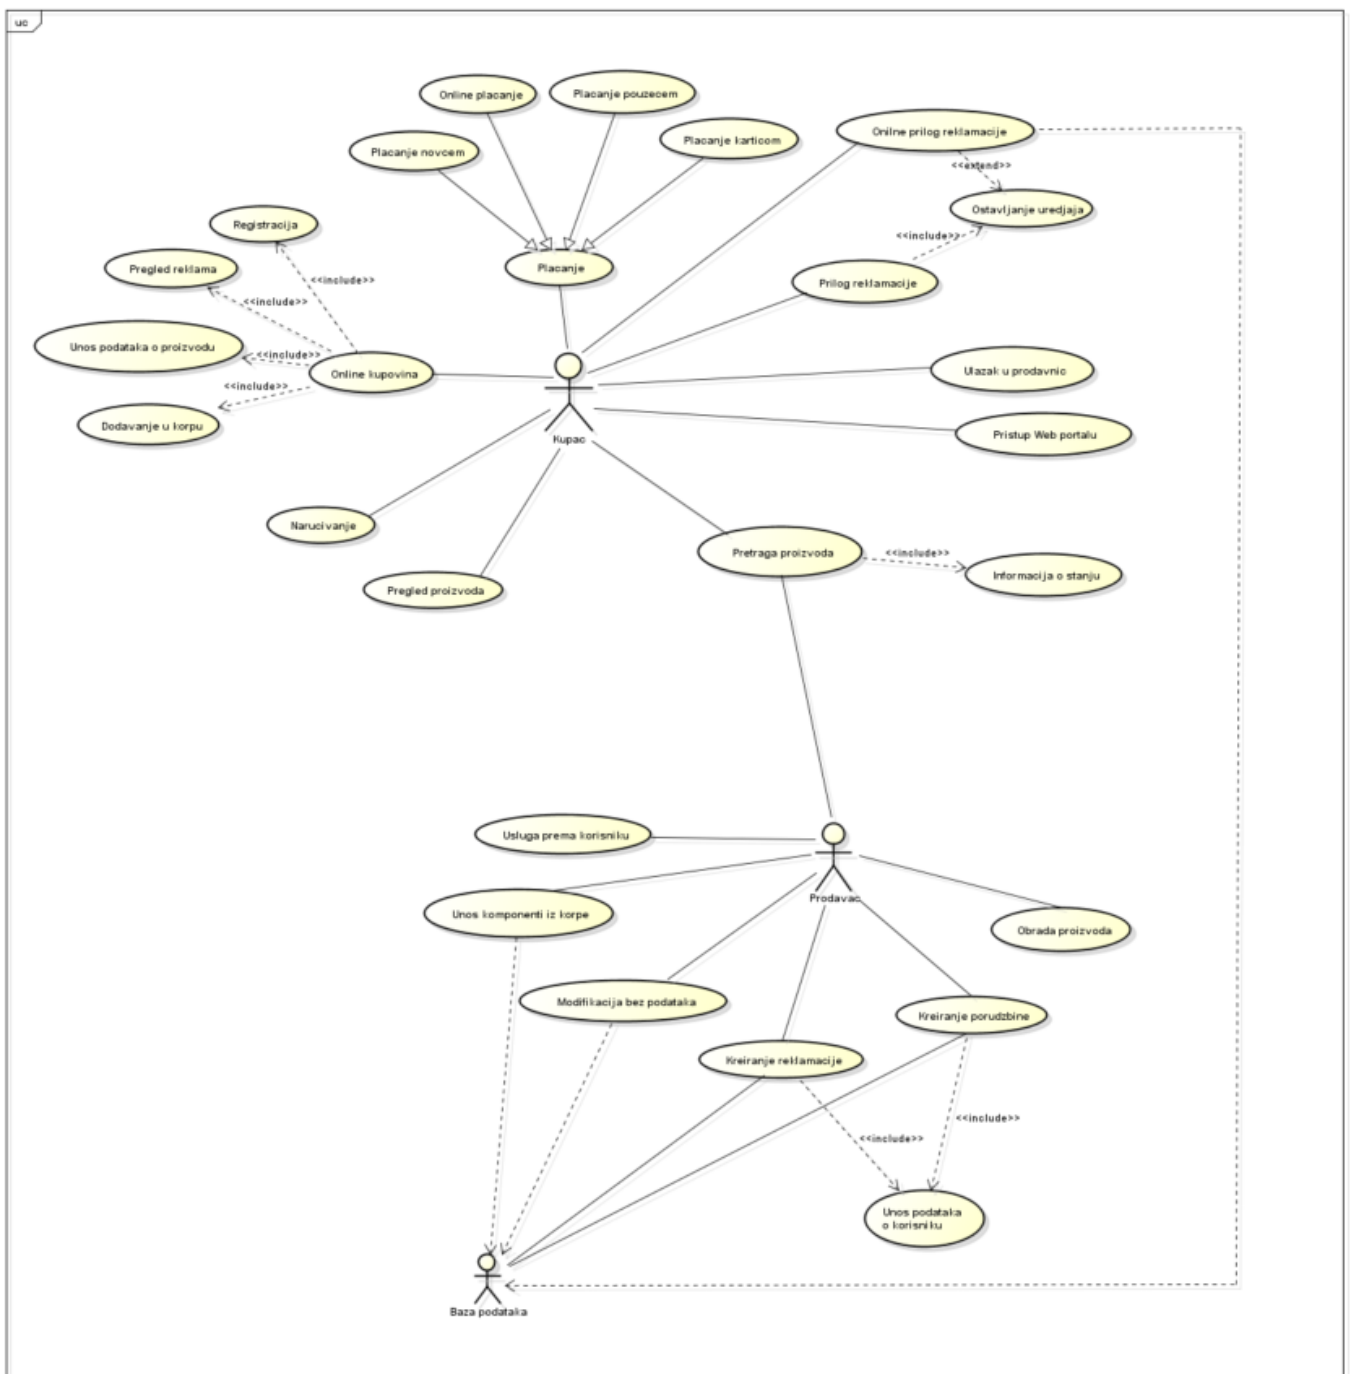 uc
Online placanje
Placanje pouzecem
Placanje novcem
Placanje karticom
Onilne prilog reklamacije
<<extend>>
Ostavljanje uredjaja
<<include>>
Registracija
Pregled reklama
<<include>>
Placanje
Prilog reklamacije
<<include>>
Unos podataka o proizvodu
<<include>>
Online kupovina
<<include>>
Dodavanje u korpu
Ulazak u prodavnic
Kupac
Pristup Web portalu
Narucivanje
Pretraga proizvoda
<<include>>
Informacija o stanju
Pregled proizvoda
Usluga prema korisniku
Prodavac
Unos komponenti iz korpe
Obrada proizvoda
Modifikacija bez podataka
Kreiranje porudzbine
Kreiranje reklamacije
<<include>>
<<include>>
Unos podataka
o korisniku
Baza podataka